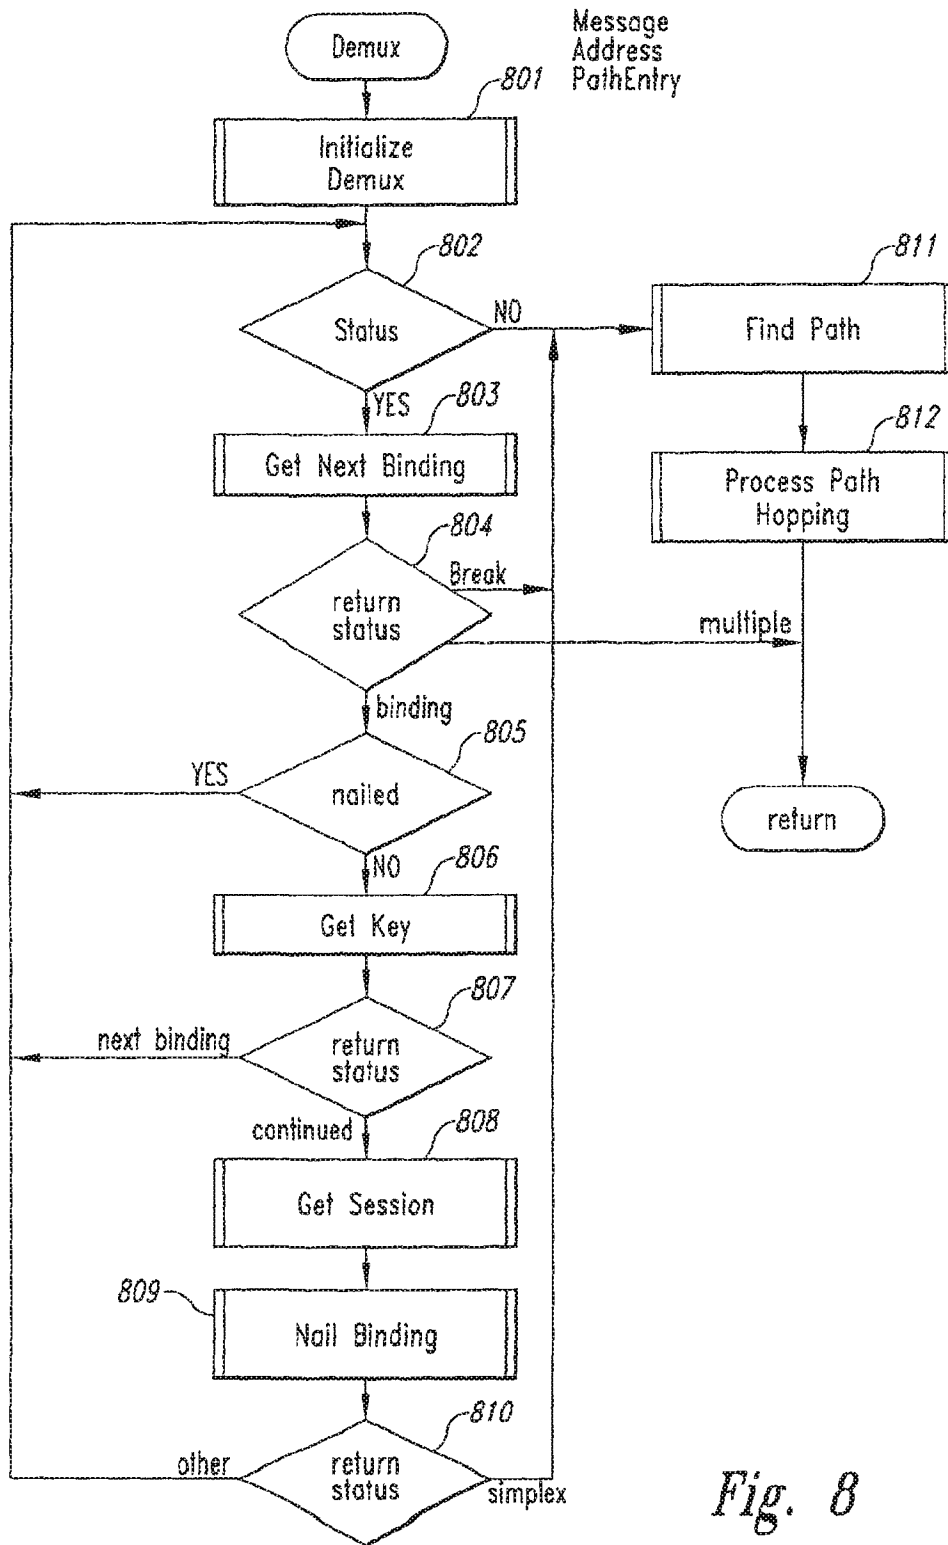 Demux
Message
Address
PathEntry
801
Initialize
Demux
802
Status
NO
YES
811
Find Path
803
Get Next Binding
812
Process Path
Hopping
804
return
status
Break
multiple
binding
805
nailed
YES
NO
return
806
Get Key
807
return
status
next binding
continued
808
Get Session
809
Nail Binding
810
return
status
other
simplex
Fig. 8